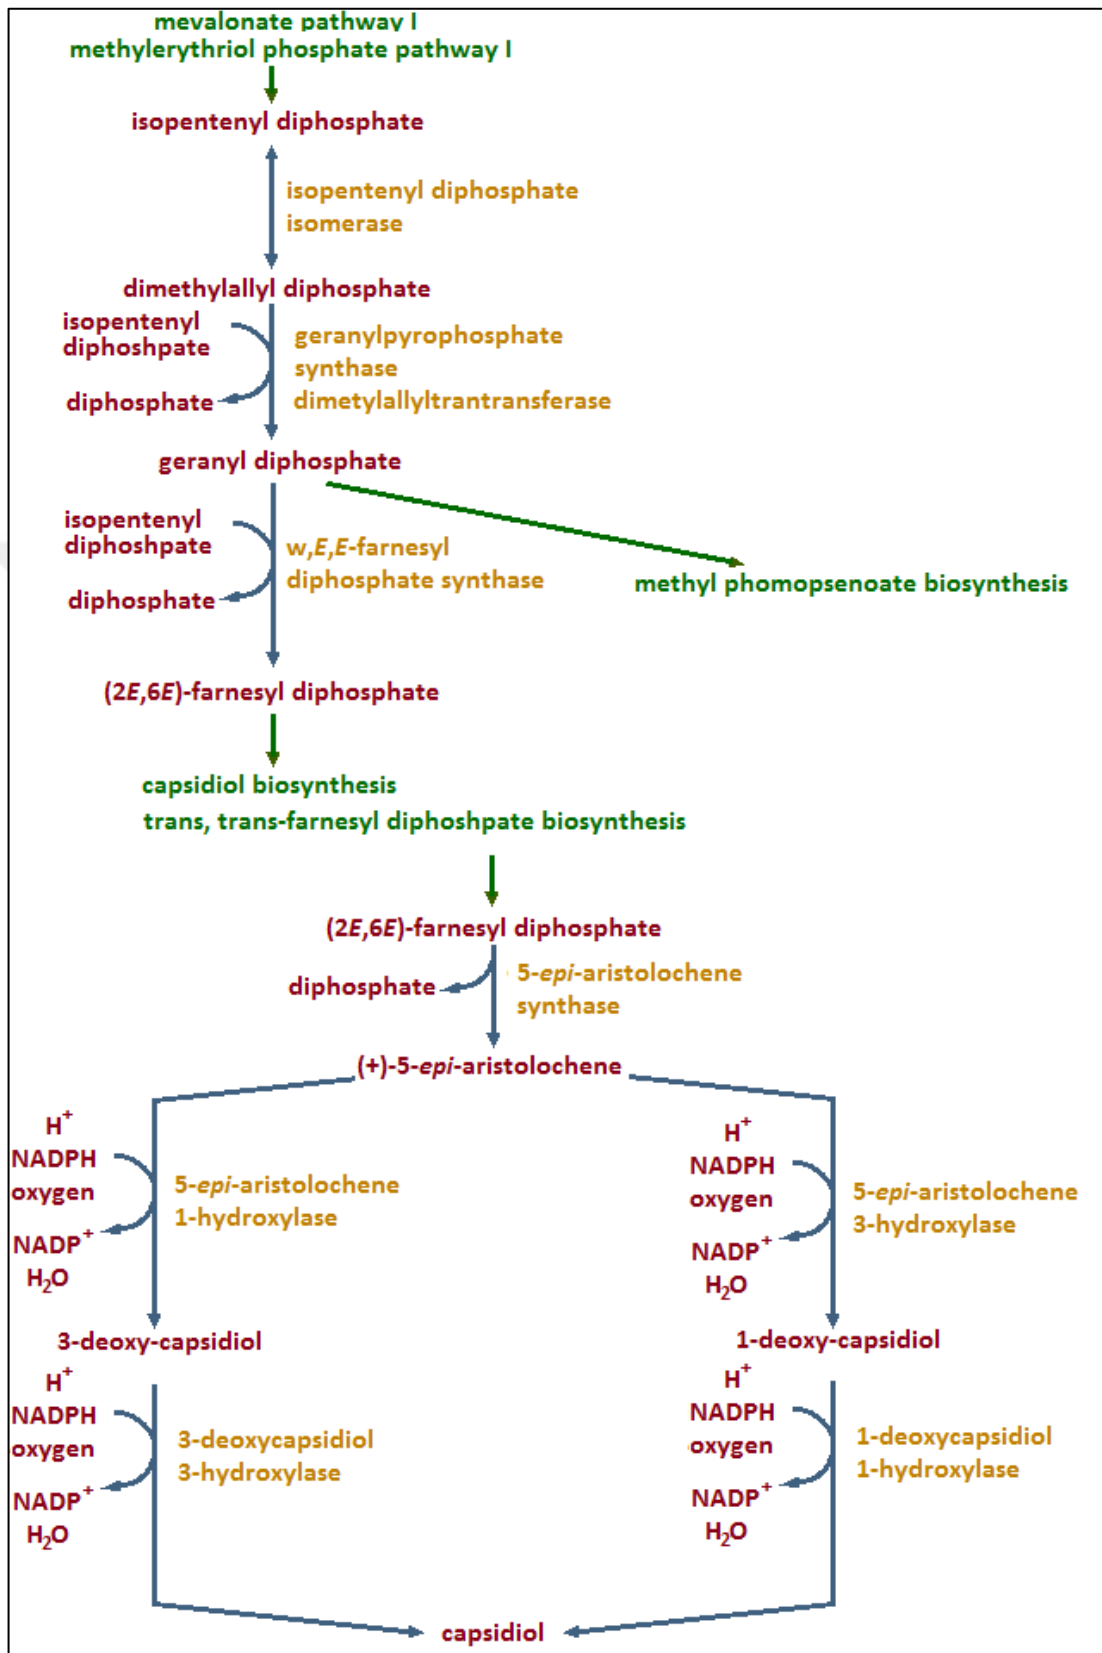 mevalonate pathway I
methylerythriol phosphate pathway I
isopentenyl diphosphate
isopentenyl diphosphate
isomerase
dimethylallyl diphosphate
isopentenyl
diphoshpate
diphosphate
geranylpyrophosphate
synthase
dimetylallyltrantransferase
geranyl diphosphate
isopentenyl
diphoshpate
diphosphate
w,E,E-farnesyl
diphosphate synthase
methyl phomopsenoate biosynthesis
(2E,6E)-farnesyl diphosphate
capsidiol biosynthesis
trans, trans-farnesyl diphoshpate biosynthesis
(2E,6E)-farnesyl diphosphate
diphosphate
5-epi-aristolochene
synthase
(+)-5-epi-aristolochene
H+
NADPH
oxygen
NADP+
H2O
5-epi-aristolochene
1-hydroxylase
H+
NADPH
oxygen
NADP+
H2O
5-epi-aristolochene
3-hydroxylase
3-deoxy-capsidiol
1-deoxy-capsidiol
H+
NADPH
oxygen
NADP+
H2O
3-deoxycapsidiol
3-hydroxylase
H+
NADPH
oxygen
NADP+
H2O
1-deoxycapsidiol
1-hydroxylase
capsidiol